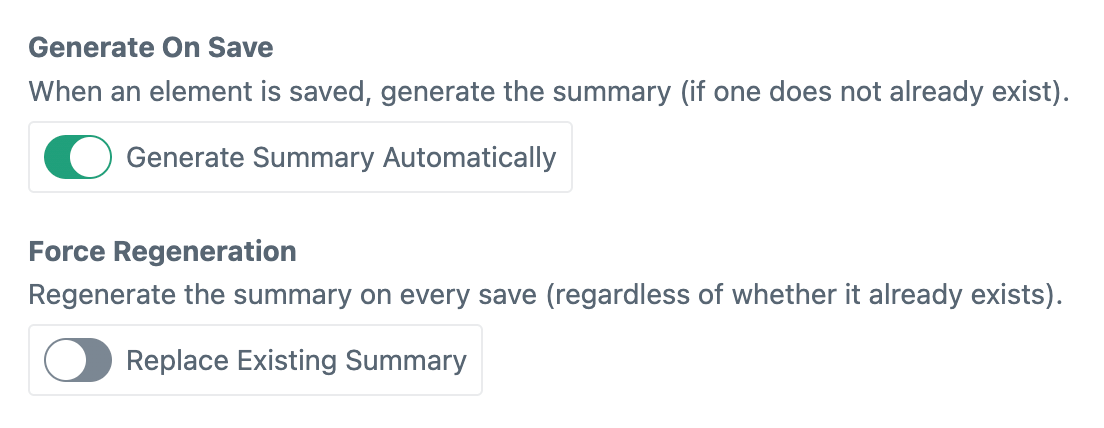 Generate On Save
When an element is saved, generate the summary (if one does not already exist).
Generate Summary Automatically
Force Regeneration
Regenerate the summary on every save (regardless of whether it already exists).
Replace Existing Summary